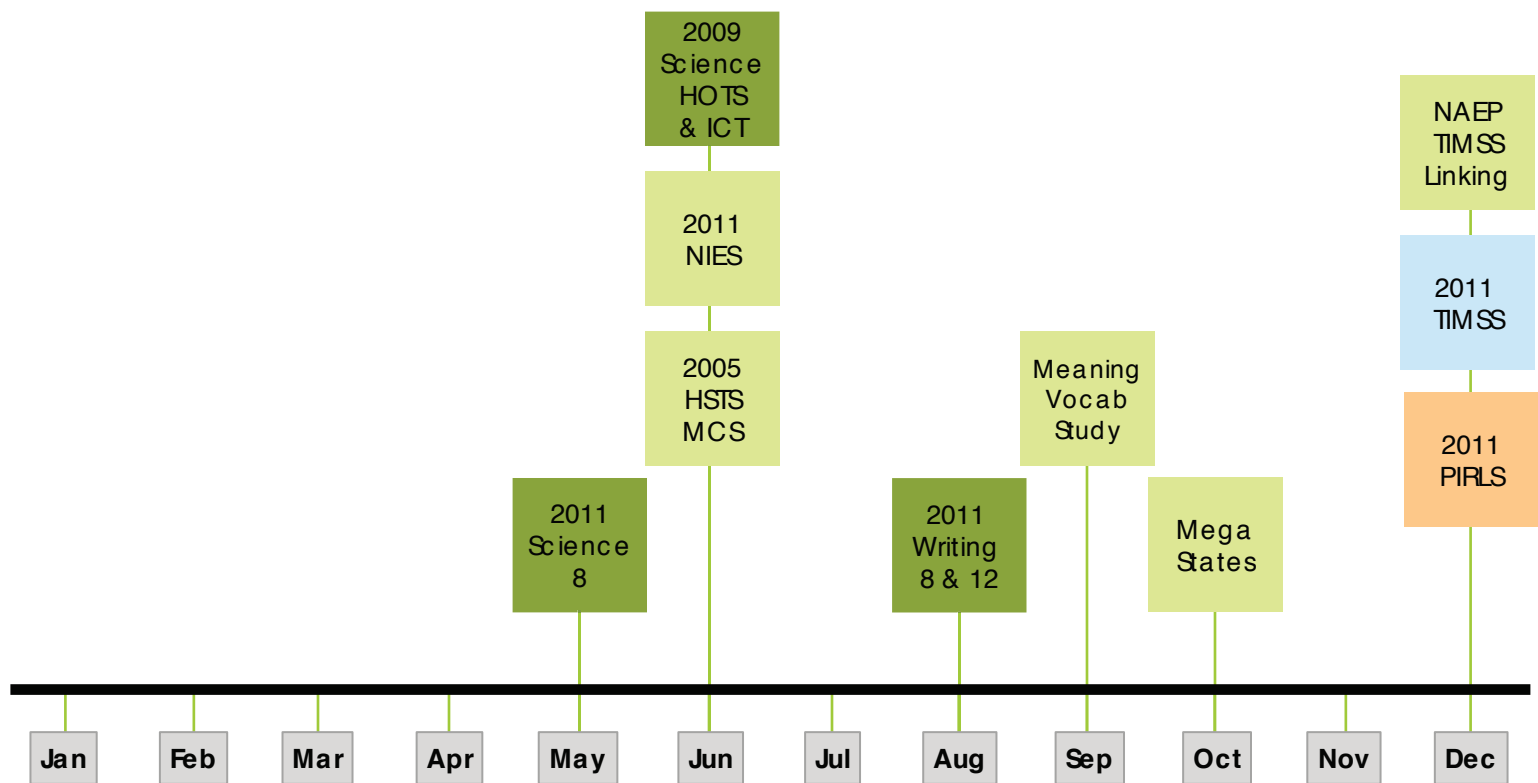 2009
Science
HOTS
& ICT
NAEP
TIMSS
Linking
2011
NIES
2011
TIMSS
2005
HSTS
MCS
Meaning
Vocab
Study
2011
PIRLS
2011
Science
8
2011
Writing
8 & 12
Mega
States
Jan
Feb
Mar
Apr
May
Jun
Jul
Aug
Sep
Oct
Nov
Dec